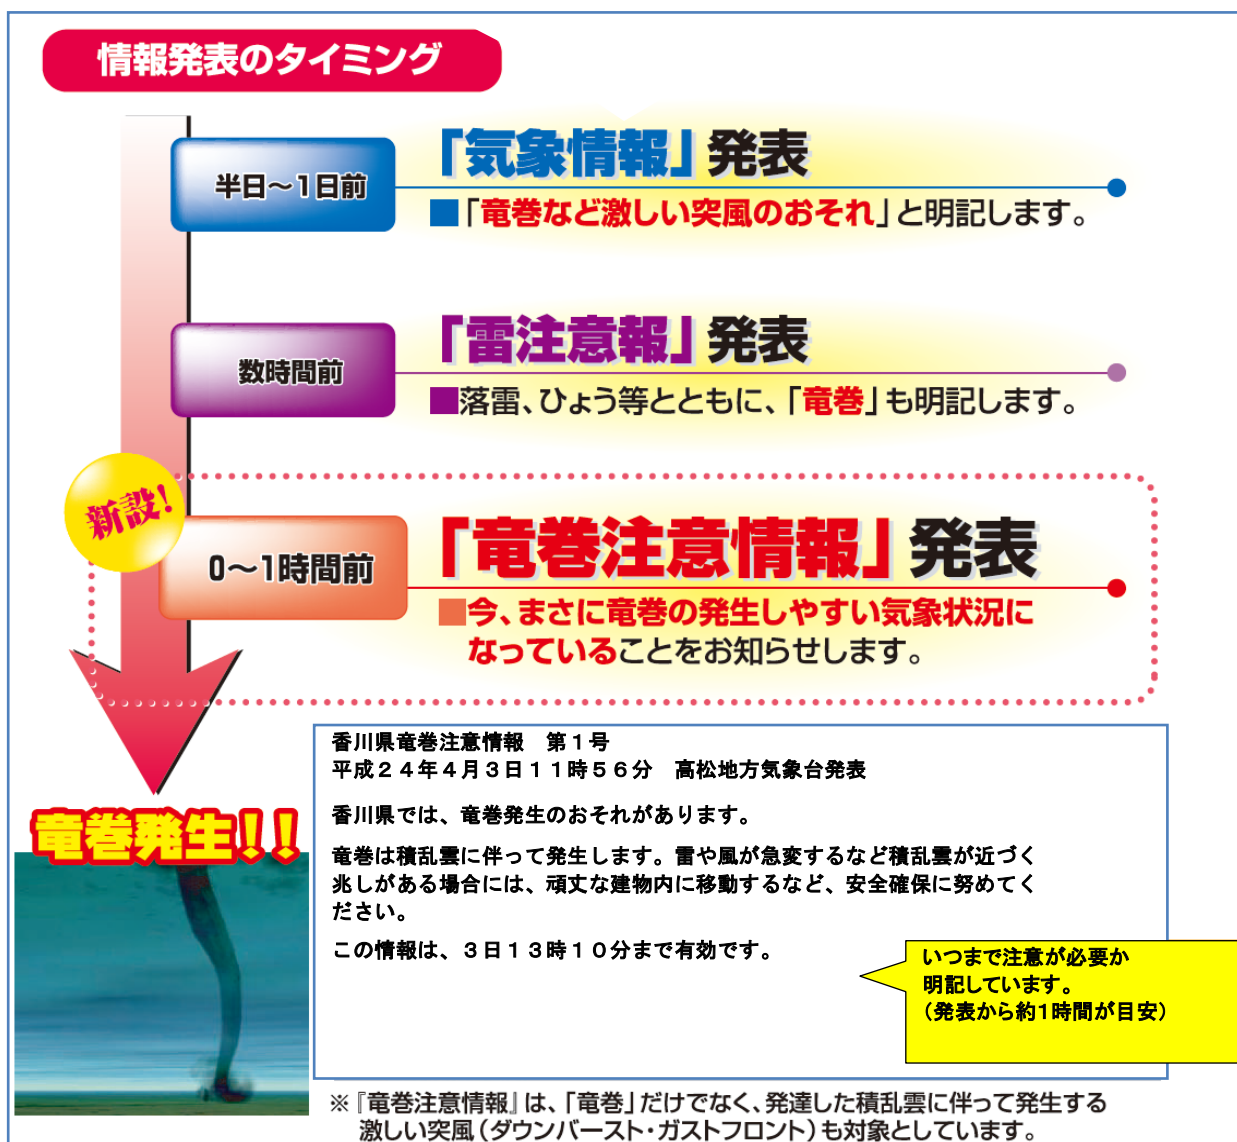 情報発表のタイミング
半日～1日前
「気象情報」発表
■「竜巻など激しい突風のおそれ」と明記します。
数時間前
「雷注意報」発表
■落雷、ひょう等とともに、「竜巻」も明記します。
新設！
0～1時間前
「竜巻注意情報」発表
■今、まさに竜巻の発生しやすい気象状況に
なっていることをお知らせします。
竜巻発生！！
香川県竜巻注意情報　第１号
平成２４年４月３日１１時５６分　高松地方気象台発表
香川県では、竜巻発生のおそれがあります。
竜巻は積乱雲に伴って発生します。雷や風が急変するなど積乱雲が近づく
兆しがある場合には、頑丈な建物内に移動するなど、安全確保に努めてく
ださい。
この情報は、３日１３時１０分まで有効です。
いつまで注意が必要か
明記しています。
（発表から約１時間が目安）
※『竜巻注意情報』は、「竜巻」だけでなく、発達した積乱雲に伴って発生する
激しい突風（ダウンバースト・ガストフロント）も対象としています。